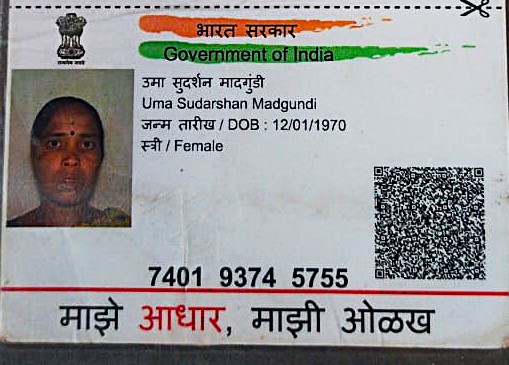 भारत सरकार
Government of India
सत्यमेव जयते
उमा सुदर्शन मादगुंडी
Uma Sudarshan Madgundi
जन्म तारीख / DOB : 12/01/1970
स्त्री / Female
7401 9374 5755
माझे आधार, माझी ओळख